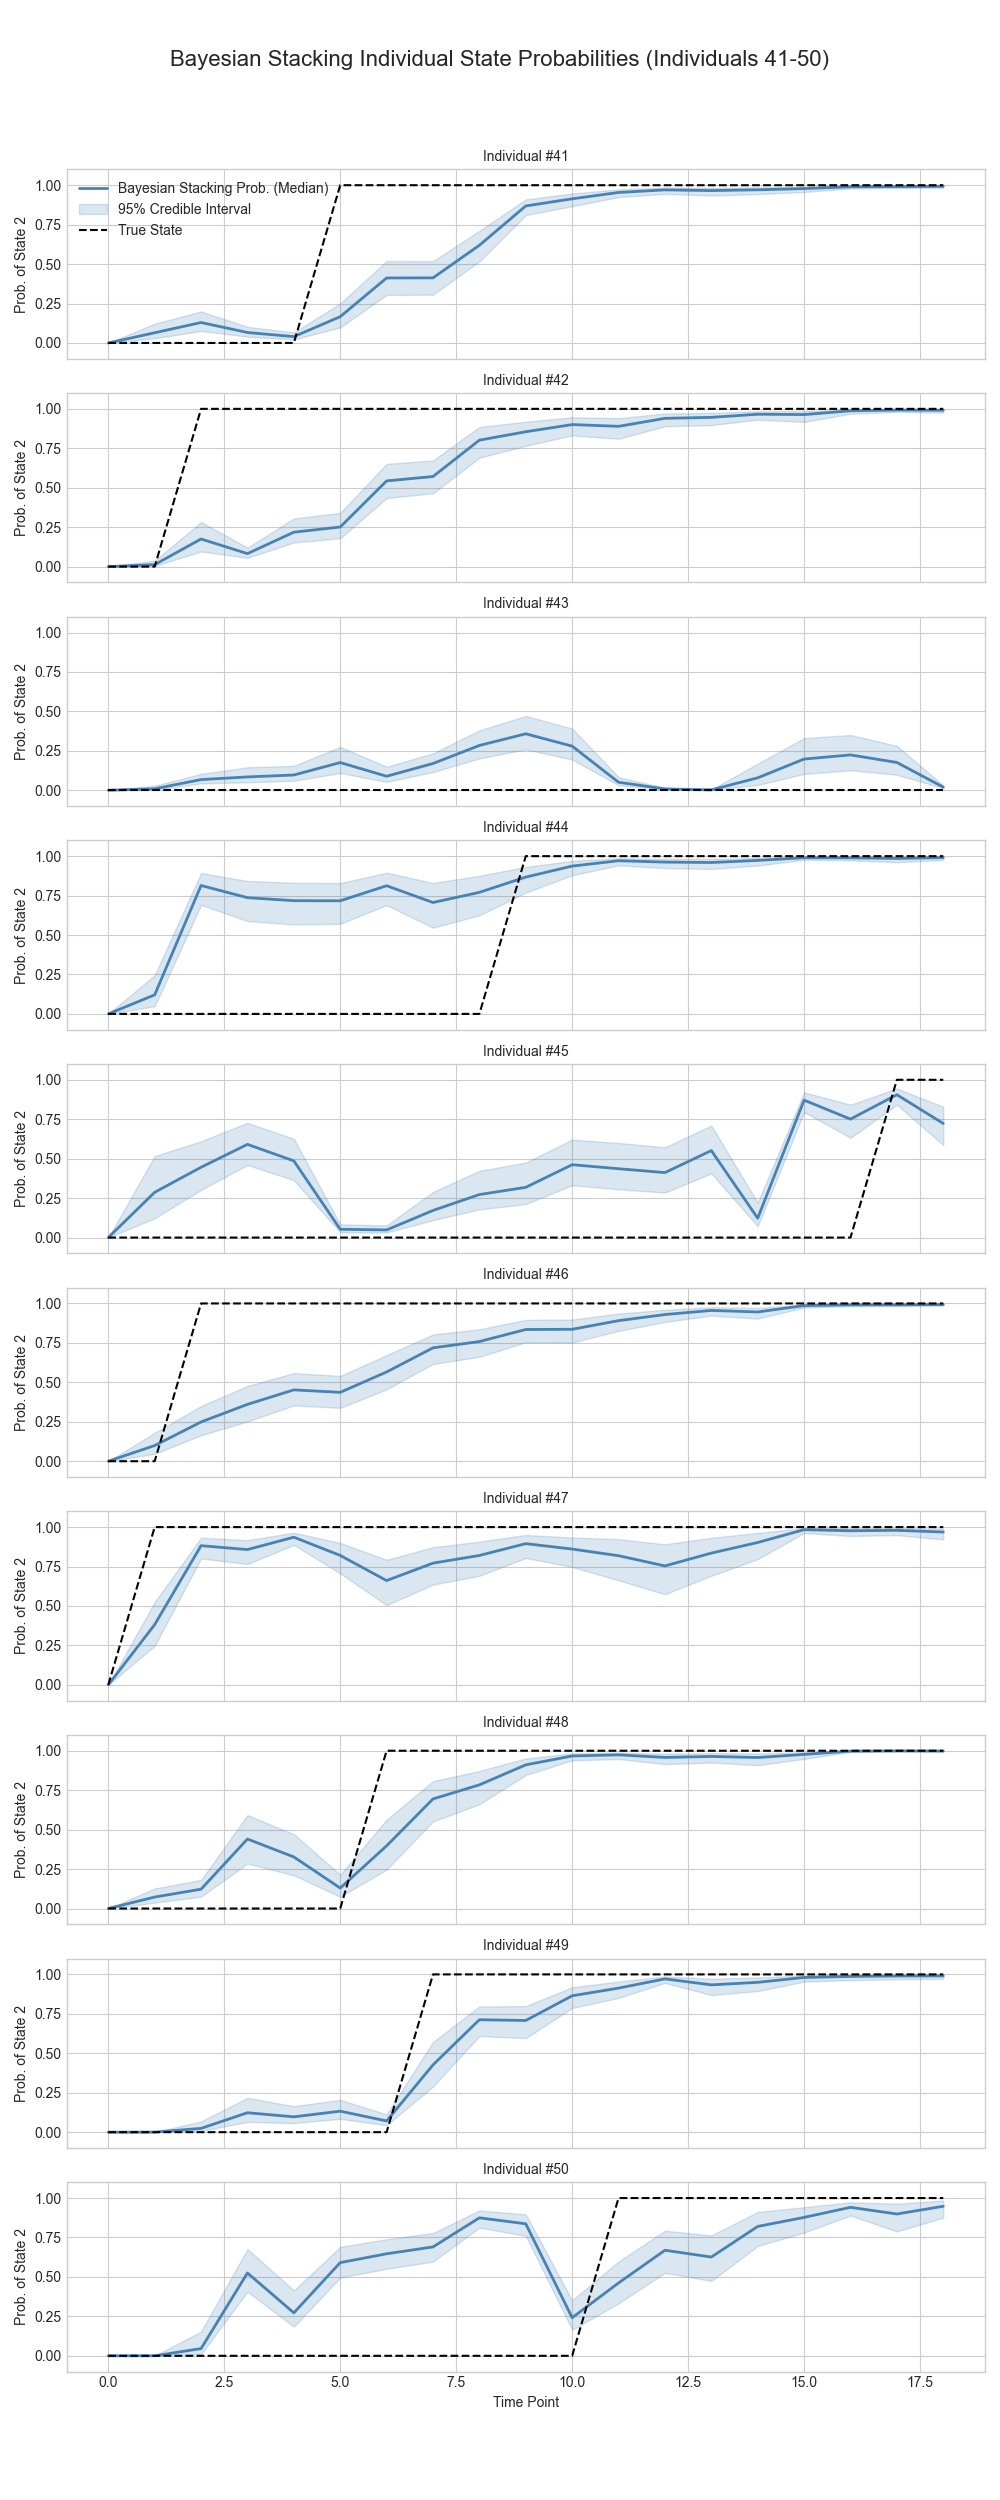 Bayesian Stacking Individual State Probabilities (Individuals 41-50)
Individual #41
Bayesian Stacking Prob. (Median)
95% Credible Interval
True State
1.00
0.75
0.50
0.25
0.00
Prob. of State 2
Individual #42
1.00
0.75
0.50
0.25
0.00
Prob. of State 2
Individual #43
1.00
0.75
0.50
0.25
0.00
Prob. of State 2
Individual #44
1.00
0.75
0.50
0.25
0.00
Prob. of State 2
Individual #45
1.00
0.75
0.50
0.25
0.00
Prob. of State 2
Individual #46
1.00
0.75
0.50
0.25
0.00
Prob. of State 2
Individual #47
1.00
0.75
0.50
0.25
0.00
Prob. of State 2
Individual #48
1.00
0.75
0.50
0.25
0.00
Prob. of State 2
Individual #49
1.00
0.75
0.50
0.25
0.00
Prob. of State 2
Individual #50
1.00
0.75
0.50
0.25
0.00
Prob. of State 2
0.0 2.5 5.0 7.5 10.0 12.5 15.0 17.5
Time Point